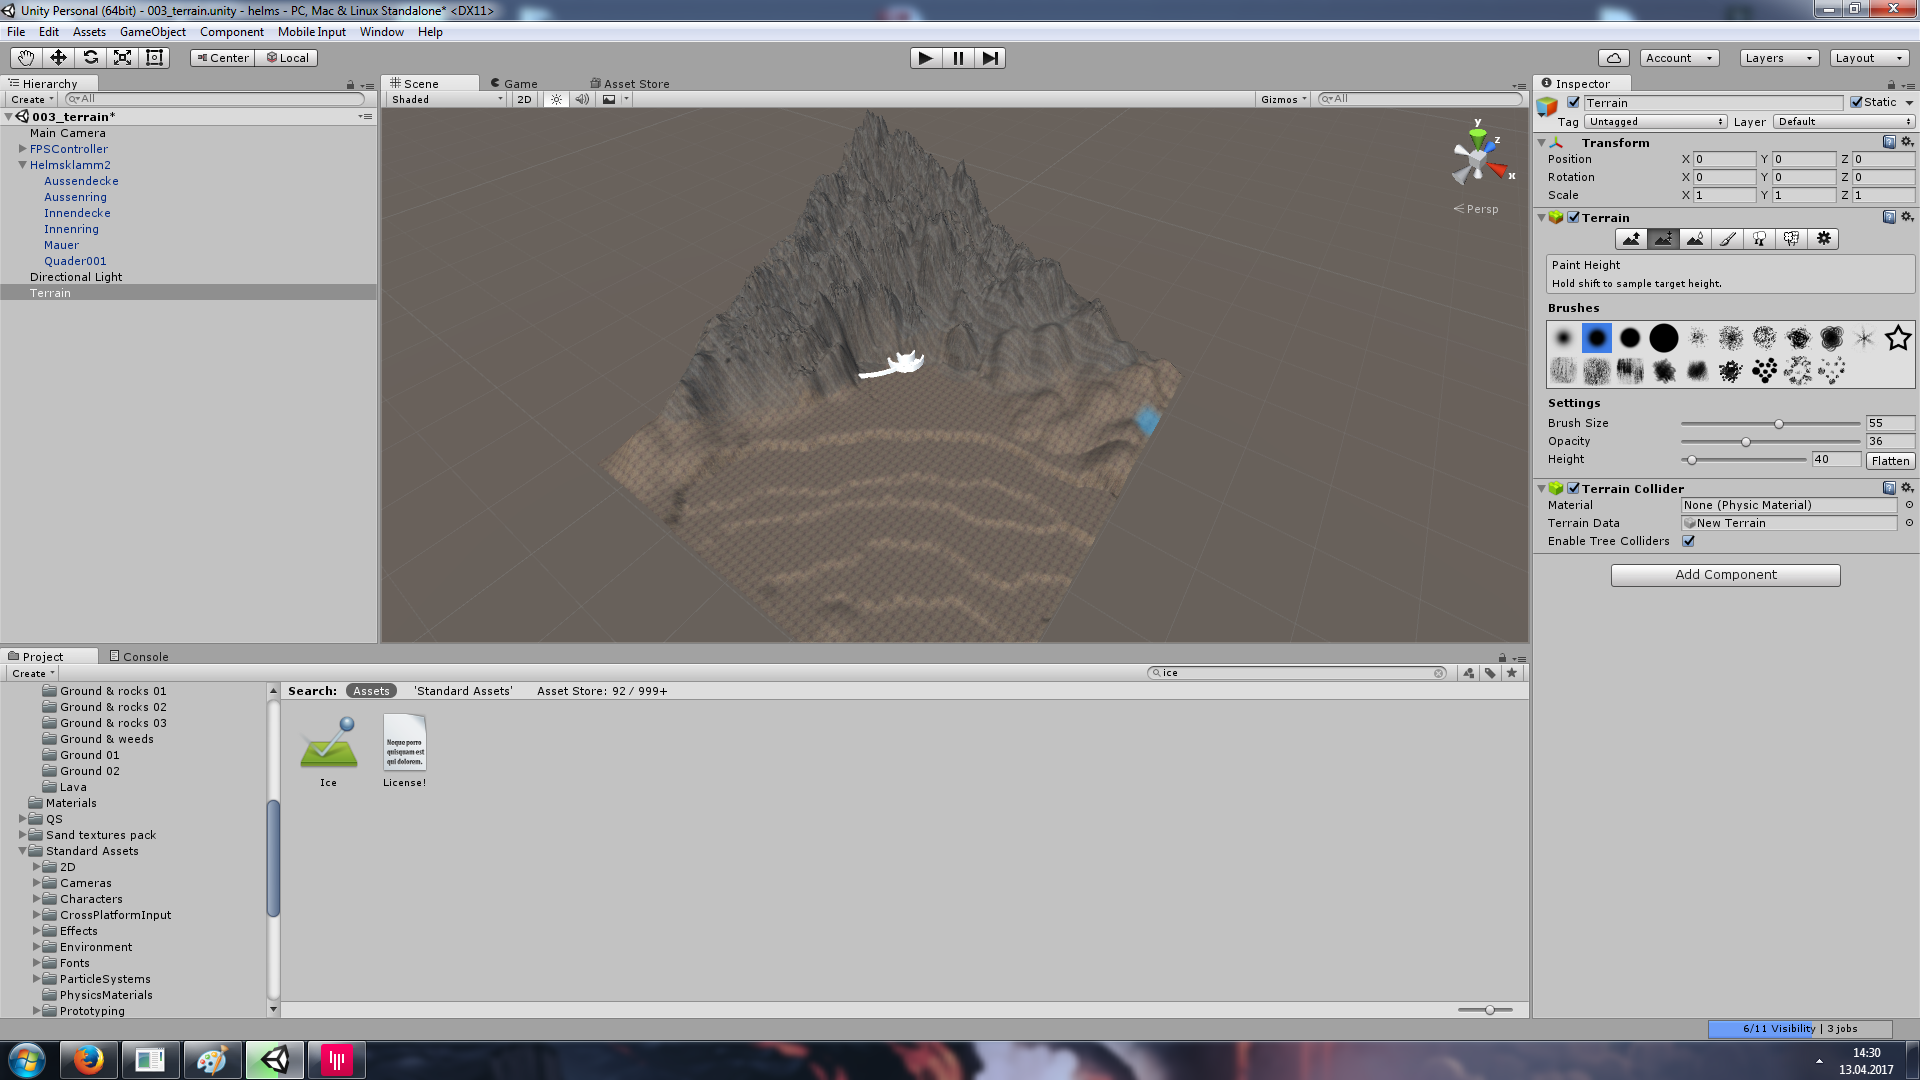 Unity Personal (64bit) - 003_terrain.unity - helms - PC, Mac & Linux Standalone* <DX11>
File Edit Assets GameObject Component Mobile Input Window Help
Center Local Account Layers Layout
Hierarchy
Create All
003_terrain*
Main Camera
FPSController
Helmsklamm2
Aussendecke
Aussenring
Innendecke
Innenring
Mauer
Quader001
Directional Light
Terrain
Scene Game Asset Store
Shaded 2D Gizmos All
y
z
x
Persp
Inspector
Terrain Static
Tag Untagged Layer Default
Transform
Position X 0 Y 0 Z 0
Rotation X 0 Y 0 Z 0
Scale X 1 Y 1 Z 1
Terrain
Paint Height
Hold shift to sample target height.
Brushes
Settings
Brush Size 55
Opacity 36
Height 40 Flatten
Terrain Collider
Material None (Physic Material)
Terrain Data New Terrain
Enable Tree Colliders
Add Component
Project Console
Create ice
Ground & rocks 01
Ground & rocks 02
Ground & rocks 03
Ground & weeds
Ground 01
Ground 02
Lava
Materials
QS
Sand textures pack
Standard Assets
2D
Cameras
Characters
CrossPlatformInput
Effects
Environment
Fonts
ParticleSystems
PhysicsMaterials
Prototyping
Search: Assets 'Standard Assets' Asset Store: 92 / 999+
Neque porro
quisquam est
qui dolorem.
Ice License!
6/11 Visibility | 3 jobs
14:30
13.04.2017